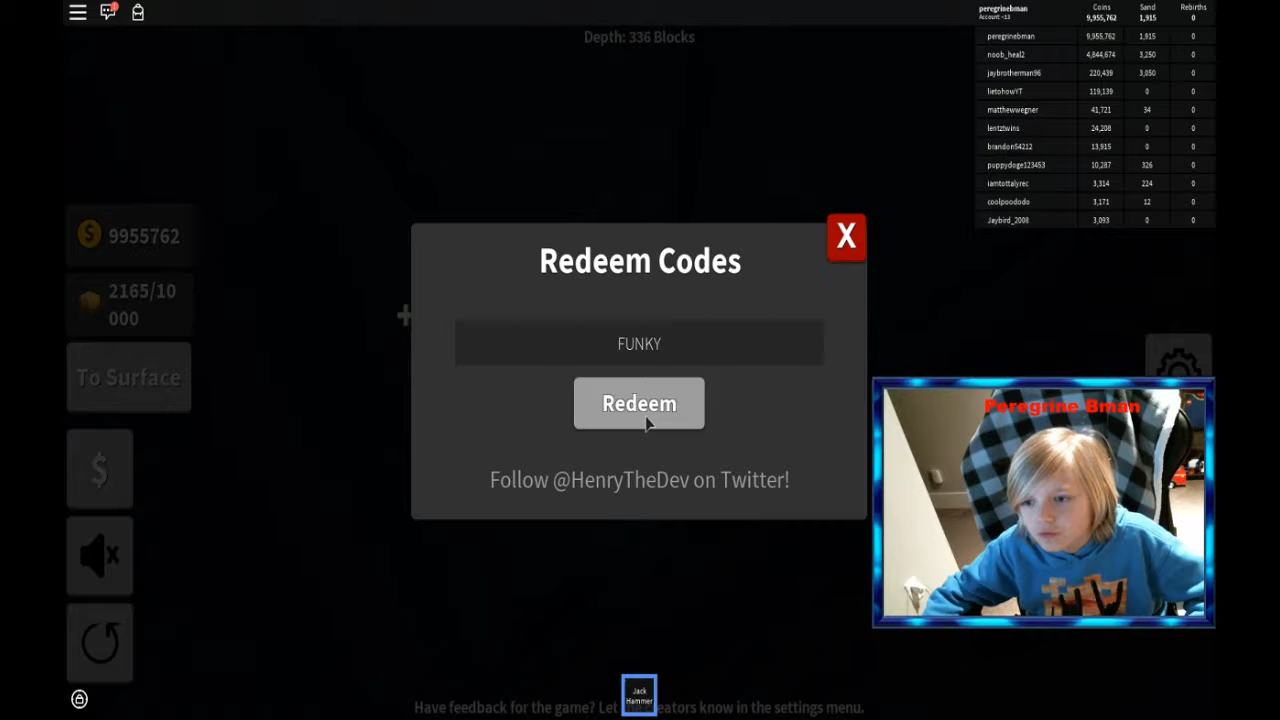 peregrinebman
Account <13
Coins
9,955,762
Sand
1,915
Rebirths
0
peregrinebman 9,955,762 1,915 0
noob_heal2 4,844,674 3,250 0
jaybrotherman96 220,439 3,050 0
lietohowYT 119,139 0 0
matthewwegner 41,721 34 0
lentztwins 24,208 0 0
brandon54212 13,915 0 0
puppydoge123453 10,287 326 0
iamtottalyrec 3,314 224 0
coolpoododo 3,171 12 0
Jaybird_2008 3,093 0 0
Depth: 336 Blocks
$ 9955762
2165/10
000
To Surface
$
X
Redeem Codes
FUNKY
Redeem
Follow @HenryTheDev on Twitter!
Peregrine Bman
Jack
Hammer
Have feedback for the game? Let creators know in the settings menu.